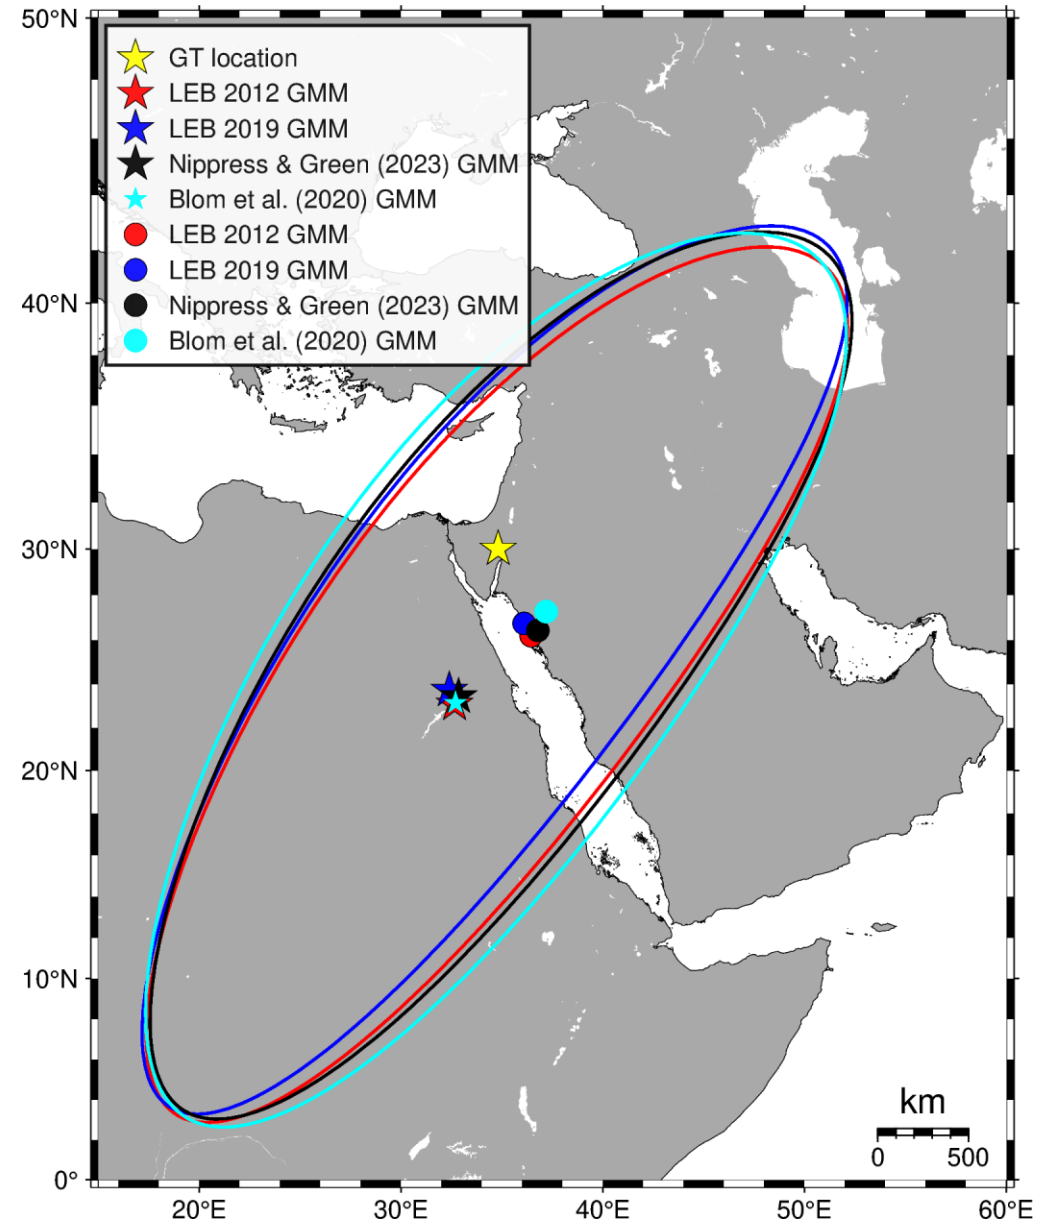 50°N
GT location
LEB 2012 GMM
LEB 2019 GMM
Nippress & Green (2023) GMM
Blom et al. (2020) GMM
LEB 2012 GMM
LEB 2019 GMM
Nippress & Green (2023) GMM
Blom et al. (2020) GMM
40°N
30°N
20°N
10°N
km
0 500
0°
20°E 30°E 40°E 50°E 60°E